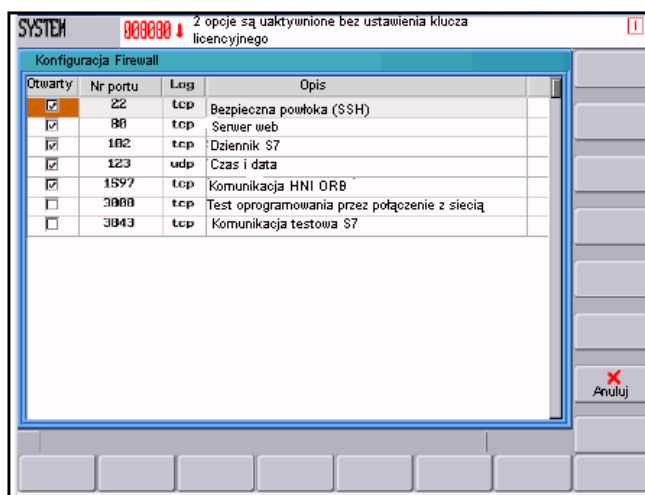 SYSTEM
000000 2 opcje są uaktywnione bez ustawienia klucza
licencyjnego
Konfiguracja Firewall
Otwarty Nr portu Log Opis
22 tcp Bezpieczna powłoka (SSH)
80 tcp Serwer web
102 tcp Dziennik S7
123 udp Czas i data
1597 tcp Komunikacja HNI ORB
3000 tcp Test oprogramowania przez połączenie z siecią
3843 tcp Komunikacja testowa S7
Anuluj